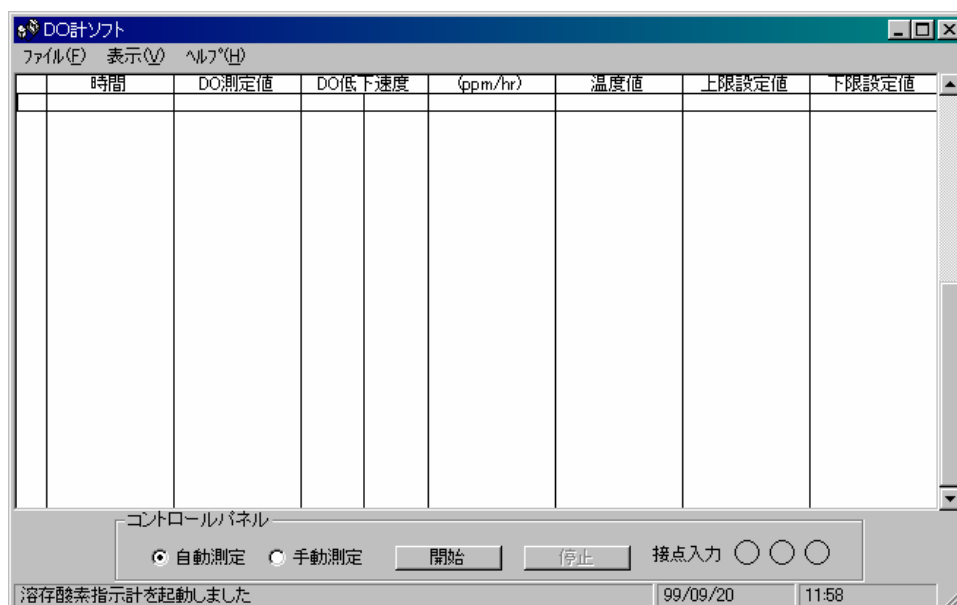 DO計ソフト
ファイル(F) 表示(V) ヘルプ(H)
時間 DO測定値 DO低下速度 (ppm/hr) 温度値 上限設定値 下限設定値
コントロールパネル
自動測定 手動測定 開始 停止 接点入力
溶存酸素指示計を起動しました 99/09/20 11:58